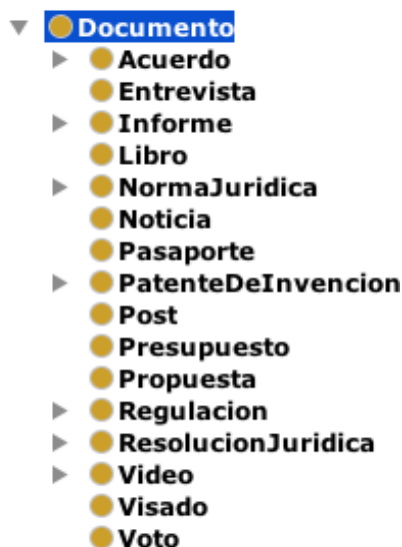 Documento
Acuerdo
Entrevista
Informe
Libro
NormaJuridica
Noticia
Pasaporte
PatenteDeInvencion
Post
Presupuesto
Propuesta
Regulacion
ResolucionJuridica
Video
Visado
Voto